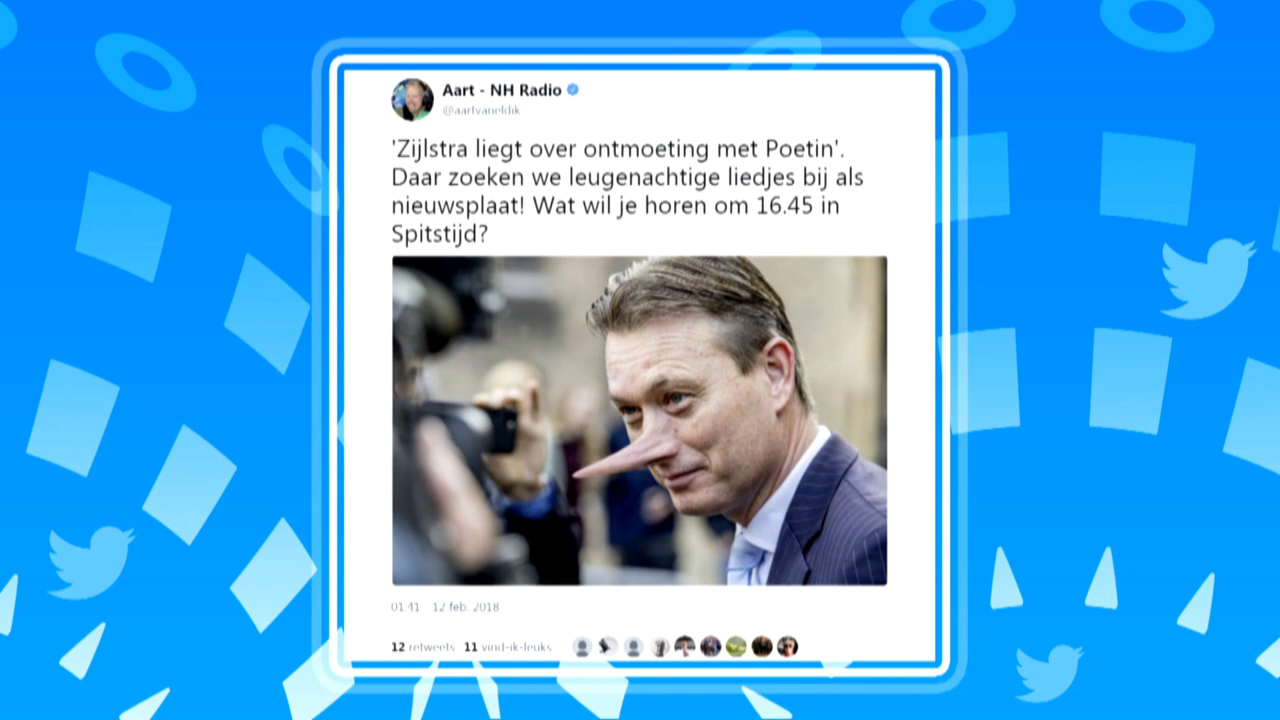 Aart - NH Radio
@aartvaneldik
'Zijlstra liegt over ontmoeting met Poetin'.
Daar zoeken we leugenachtige liedjes bij als
nieuwsplaat! Wat wil je horen om 16.45 in
Spitstijd?
01:41 12 feb. 2018
12 retweets 11 vind-ik-leuks